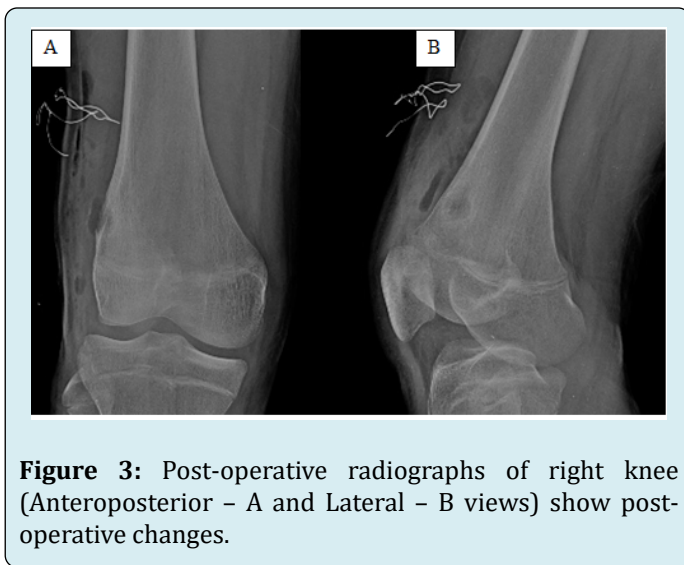 A
B
Figure 3: Post-operative radiographs of right knee
(Anteroposterior – A and Lateral – B views) show post-
operative changes.